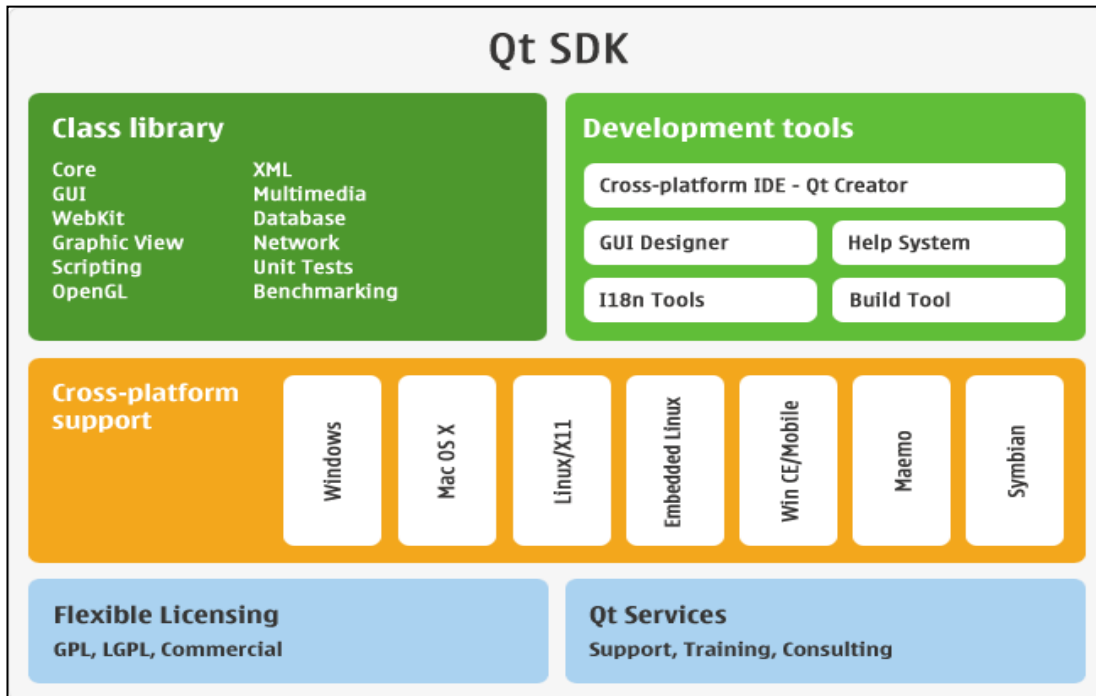 Qt SDK
Class library
Core
GUI
WebKit
Graphic View
Scripting
OpenGL
XML
Multimedia
Database
Network
Unit Tests
Benchmarking
Development tools
Cross-platform IDE - Qt Creator
GUI Designer
Help System
I18n Tools
Build Tool
Cross-platform
support
Windows
Mac OS X
Linux/X11
Embedded Linux
Win CE/Mobile
Maemo
Symbian
Flexible Licensing
GPL, LGPL, Commercial
Qt Services
Support, Training, Consulting